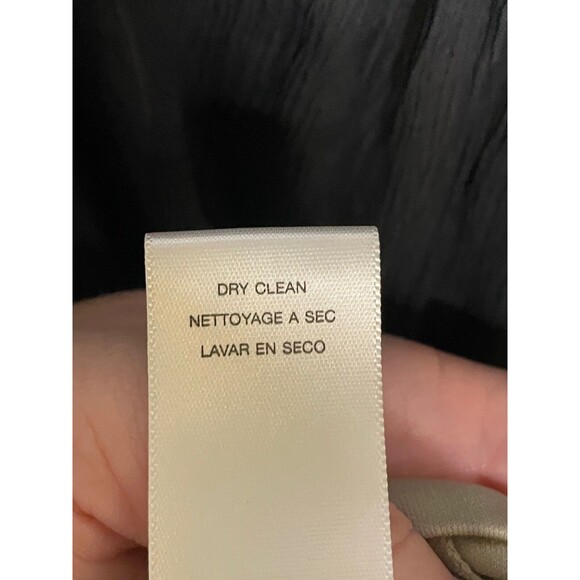 DRY CLEAN
NETTOYAGE A SEC
LAVAR EN SECO